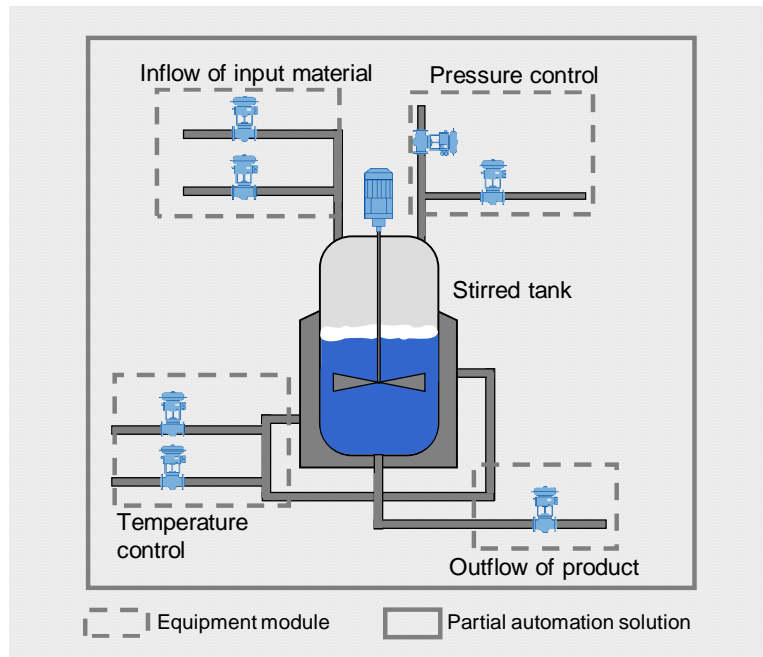 Inflow of input material
Pressure control
Stirred tank
Temperature
control
Outflow of product
Equipment module
Partial automation solution